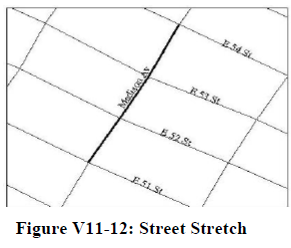 E 54 St
Madison Av
E 53 St
E 52 St
E 51 St
Figure V11-12: Street Stretch